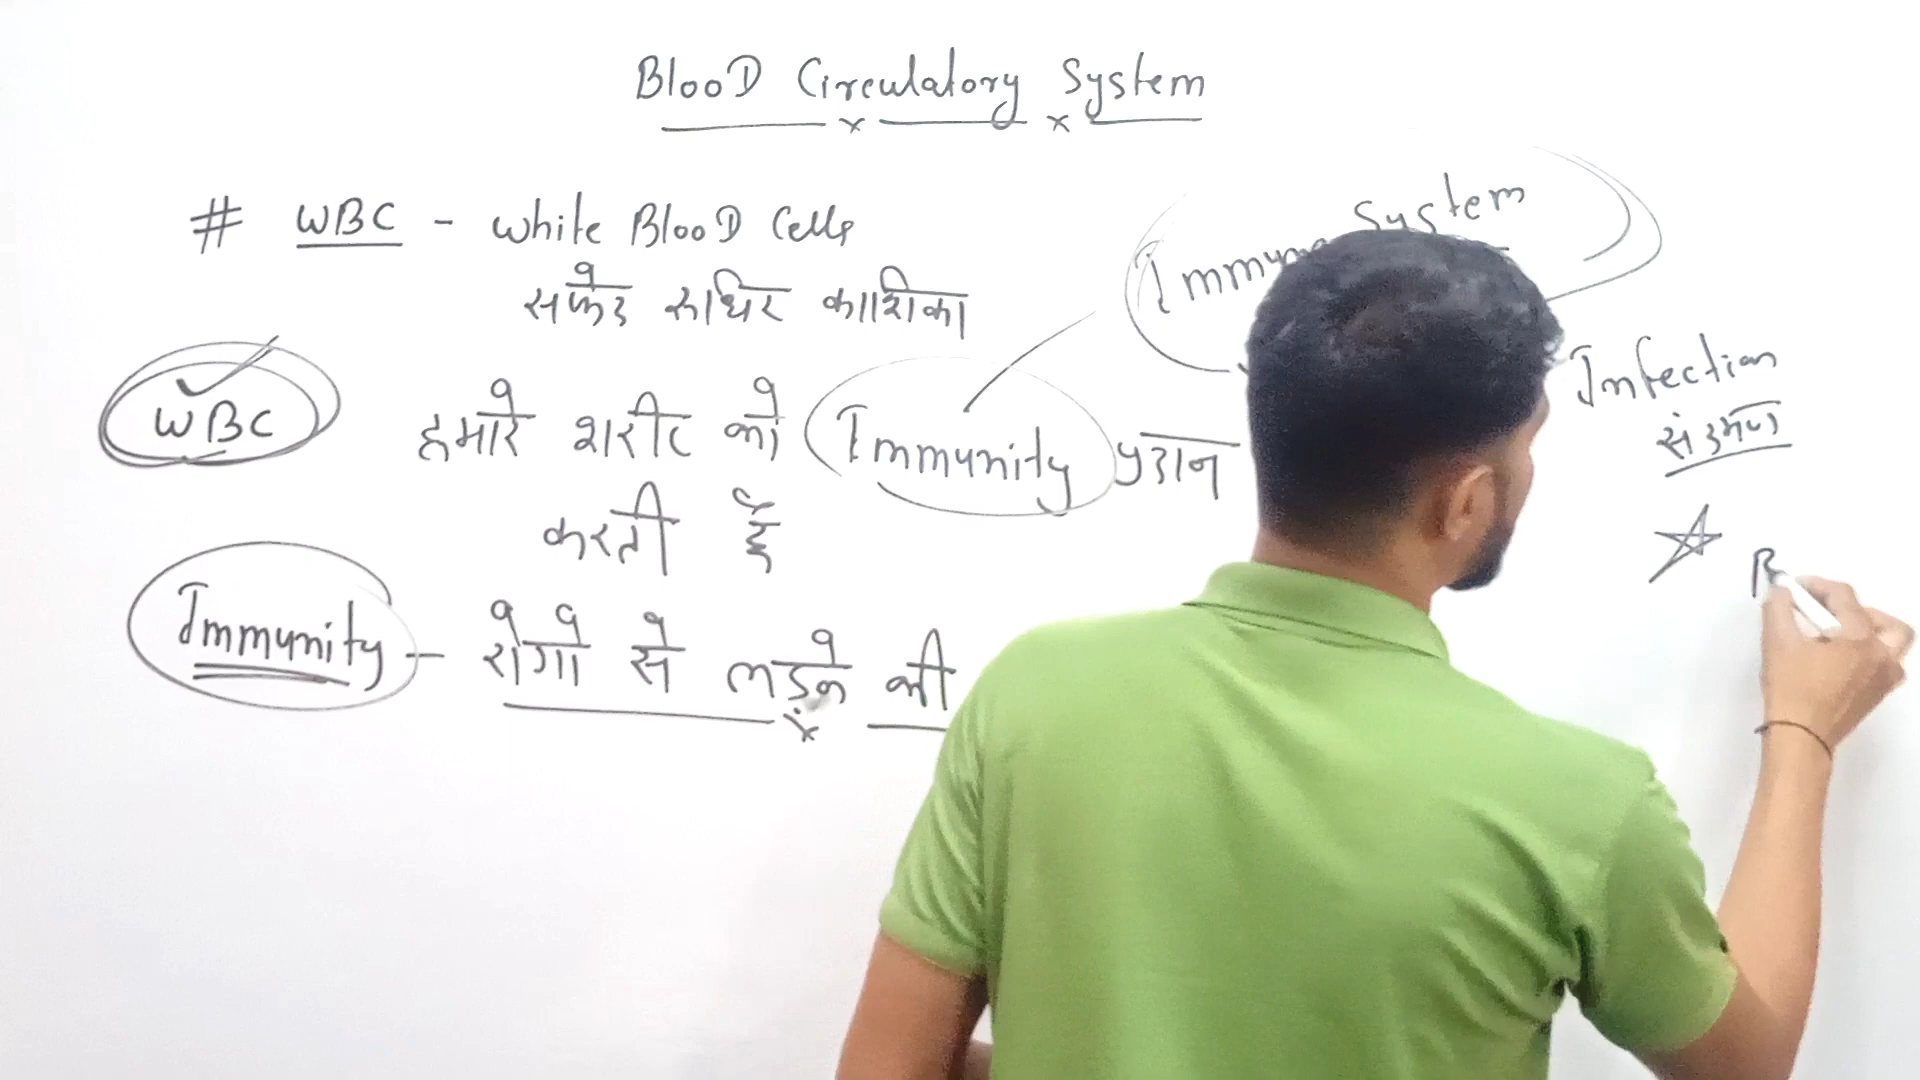 BlooD Circulatory System
# WBC - White BlooD Cells
सफेद रूधिर कोशिका
Immune System
WBC
हमारे शरीर को Immunity प्रदान
करती है
Immunity - रोगो से लड़ने की
Infection
संक्रमण